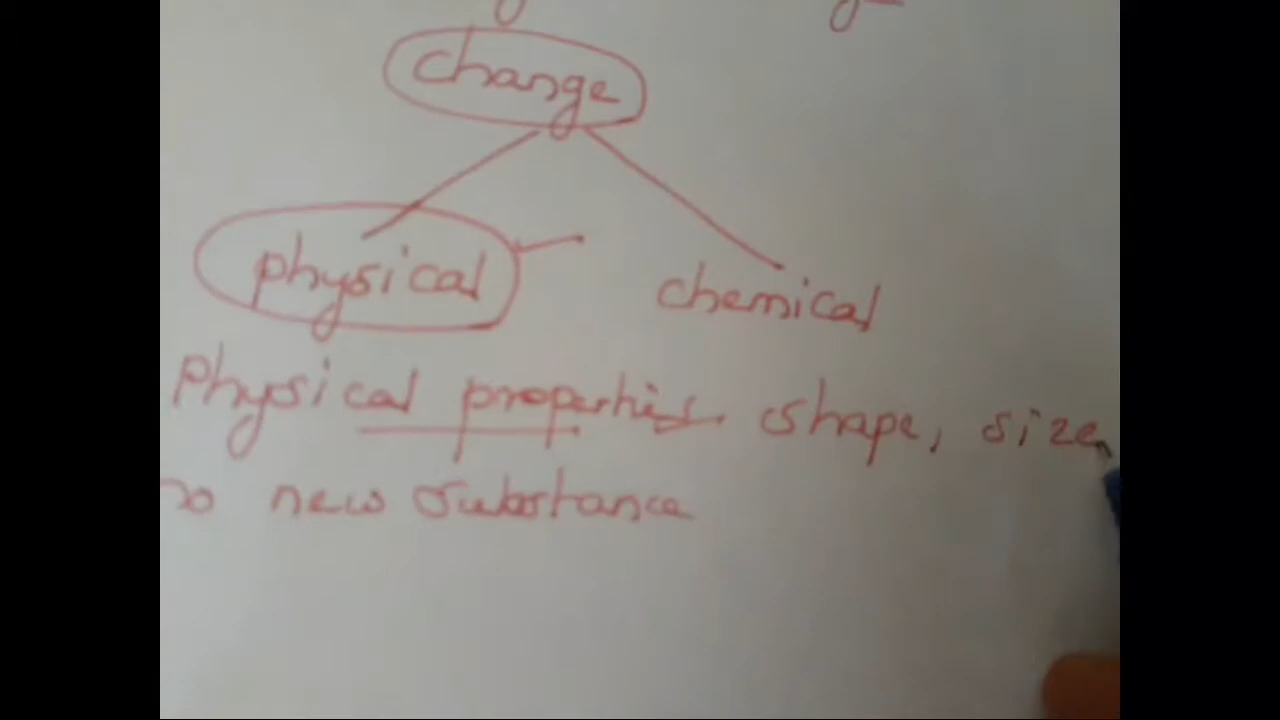 change
physical chemical
Physical properties shape, size
no new substance